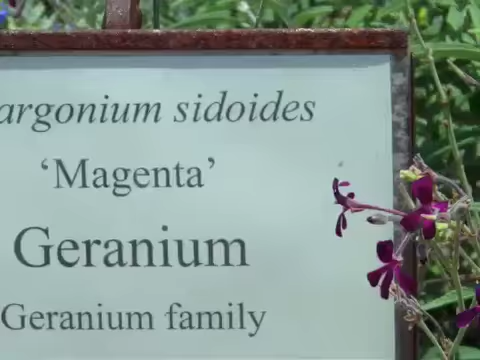 argonium sidoides
‘Magenta’
Geranium
Geranium family